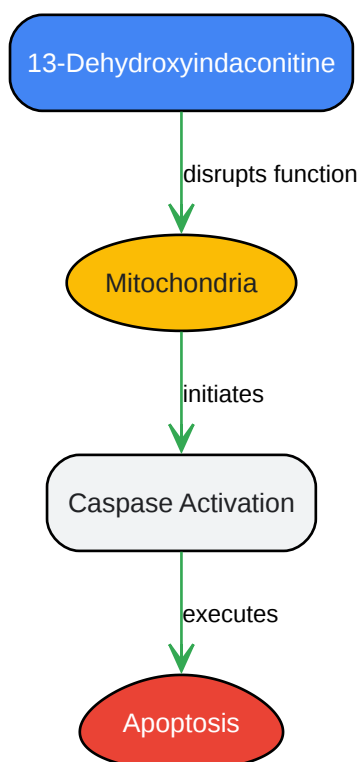 13-Dehydroxyindaconitine
disrupts function
Mitochondria
initiates
Caspase Activation
executes
Apoptosis